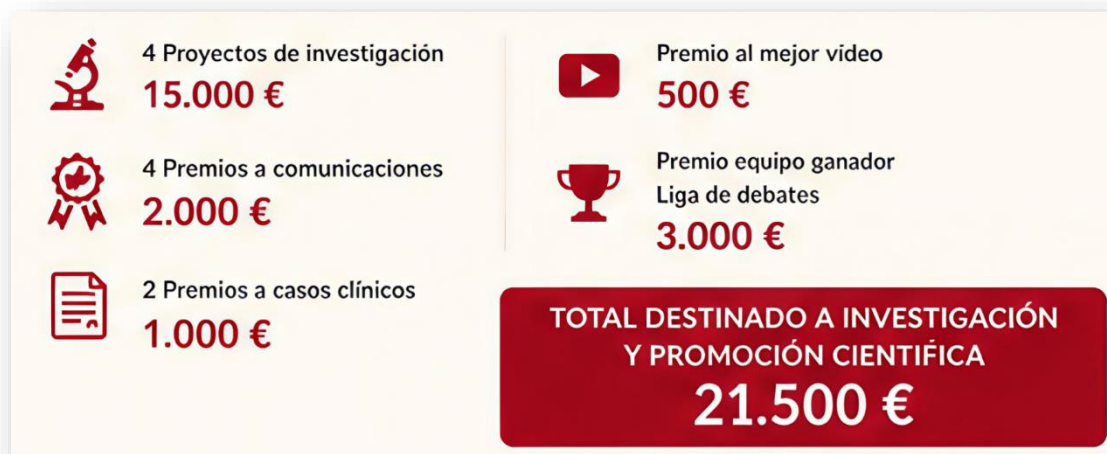 4 Proyectos de investigación
15.000 €
4 Premios a comunicaciones
2.000 €
2 Premios a casos clínicos
1.000 €
Premio al mejor vídeo
500 €
Premio equipo ganador
Liga de debates
3.000 €
TOTAL DESTINADO A INVESTIGACIÓN
Y PROMOCIÓN CIENTIFICA
21.500 €